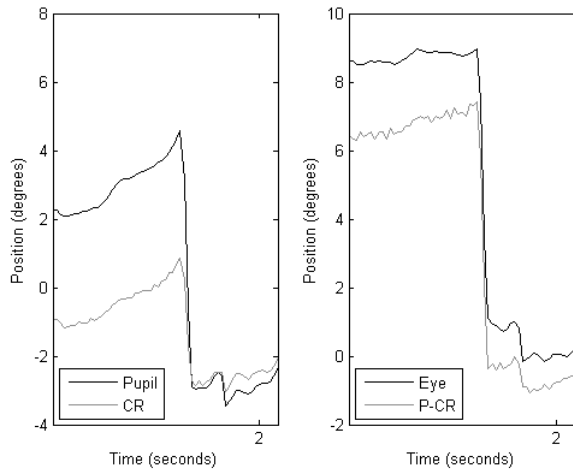 8
6
4
2
0
-2
-4
Position (degrees)
Pupil
CR
2
Time (seconds)
10
8
6
4
2
0
-2
Position (degrees)
Eye
P-CR
2
Time (seconds)